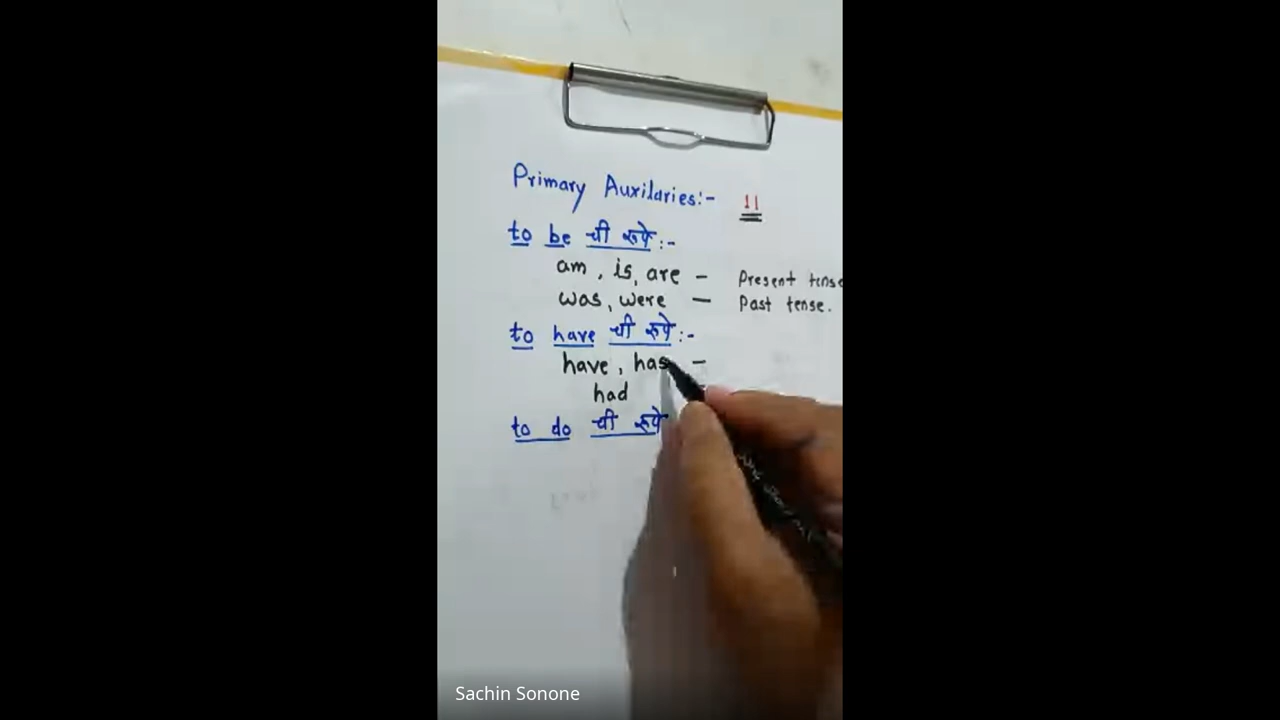 Primary Auxilaries:- 11
to be ची रूपे :-
am, is, are - Present tense
was, were - Past tense.
to have ची रूपे :-
have, has -
had
to do ची रूपे
Sachin Sonone